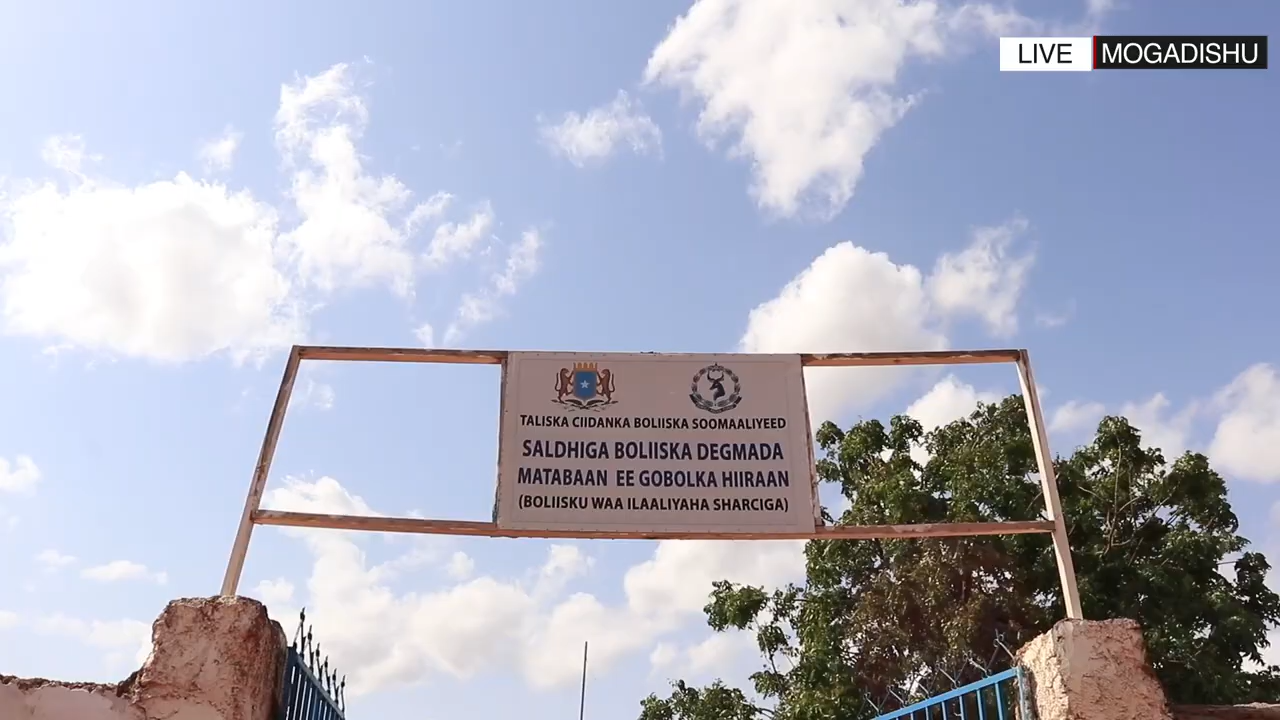 LIVE MOGADISHU
TALISKA CIIDANKA BOLIISKA SOOMAALIYEED
SALDHIGA BOLIISKA DEGMADA
MATABAAN EE GOBOLKA HIIRAAN
(BOLIISKU WAA ILAALIYAHA SHARCIGA)